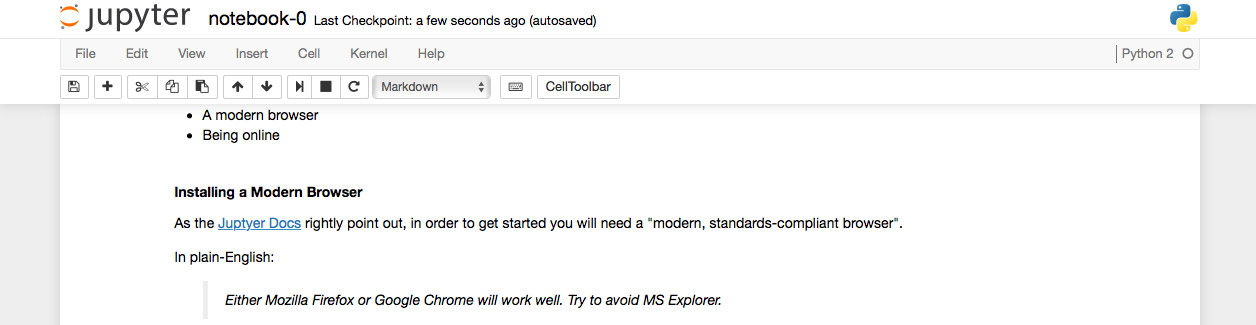 jupyter notebook-0 Last Checkpoint: a few seconds ago (autosaved)
File Edit View Insert Cell Kernel Help Python 2
Markdown CellToolbar
A modern browser
Being online
Installing a Modern Browser
As the Juptyer Docs rightly point out, in order to get started you will need a "modern, standards-compliant browser".
In plain-English:
Either Mozilla Firefox or Google Chrome will work well. Try to avoid MS Explorer.